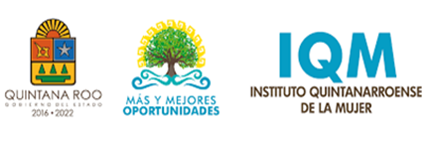 QUINTANA ROO
GOBIERNO DEL ESTADO
2016 • 2022
MÁS Y MEJORES
OPORTUNIDADES
IQM
INSTITUTO QUINTANARROENSE
DE LA MUJER